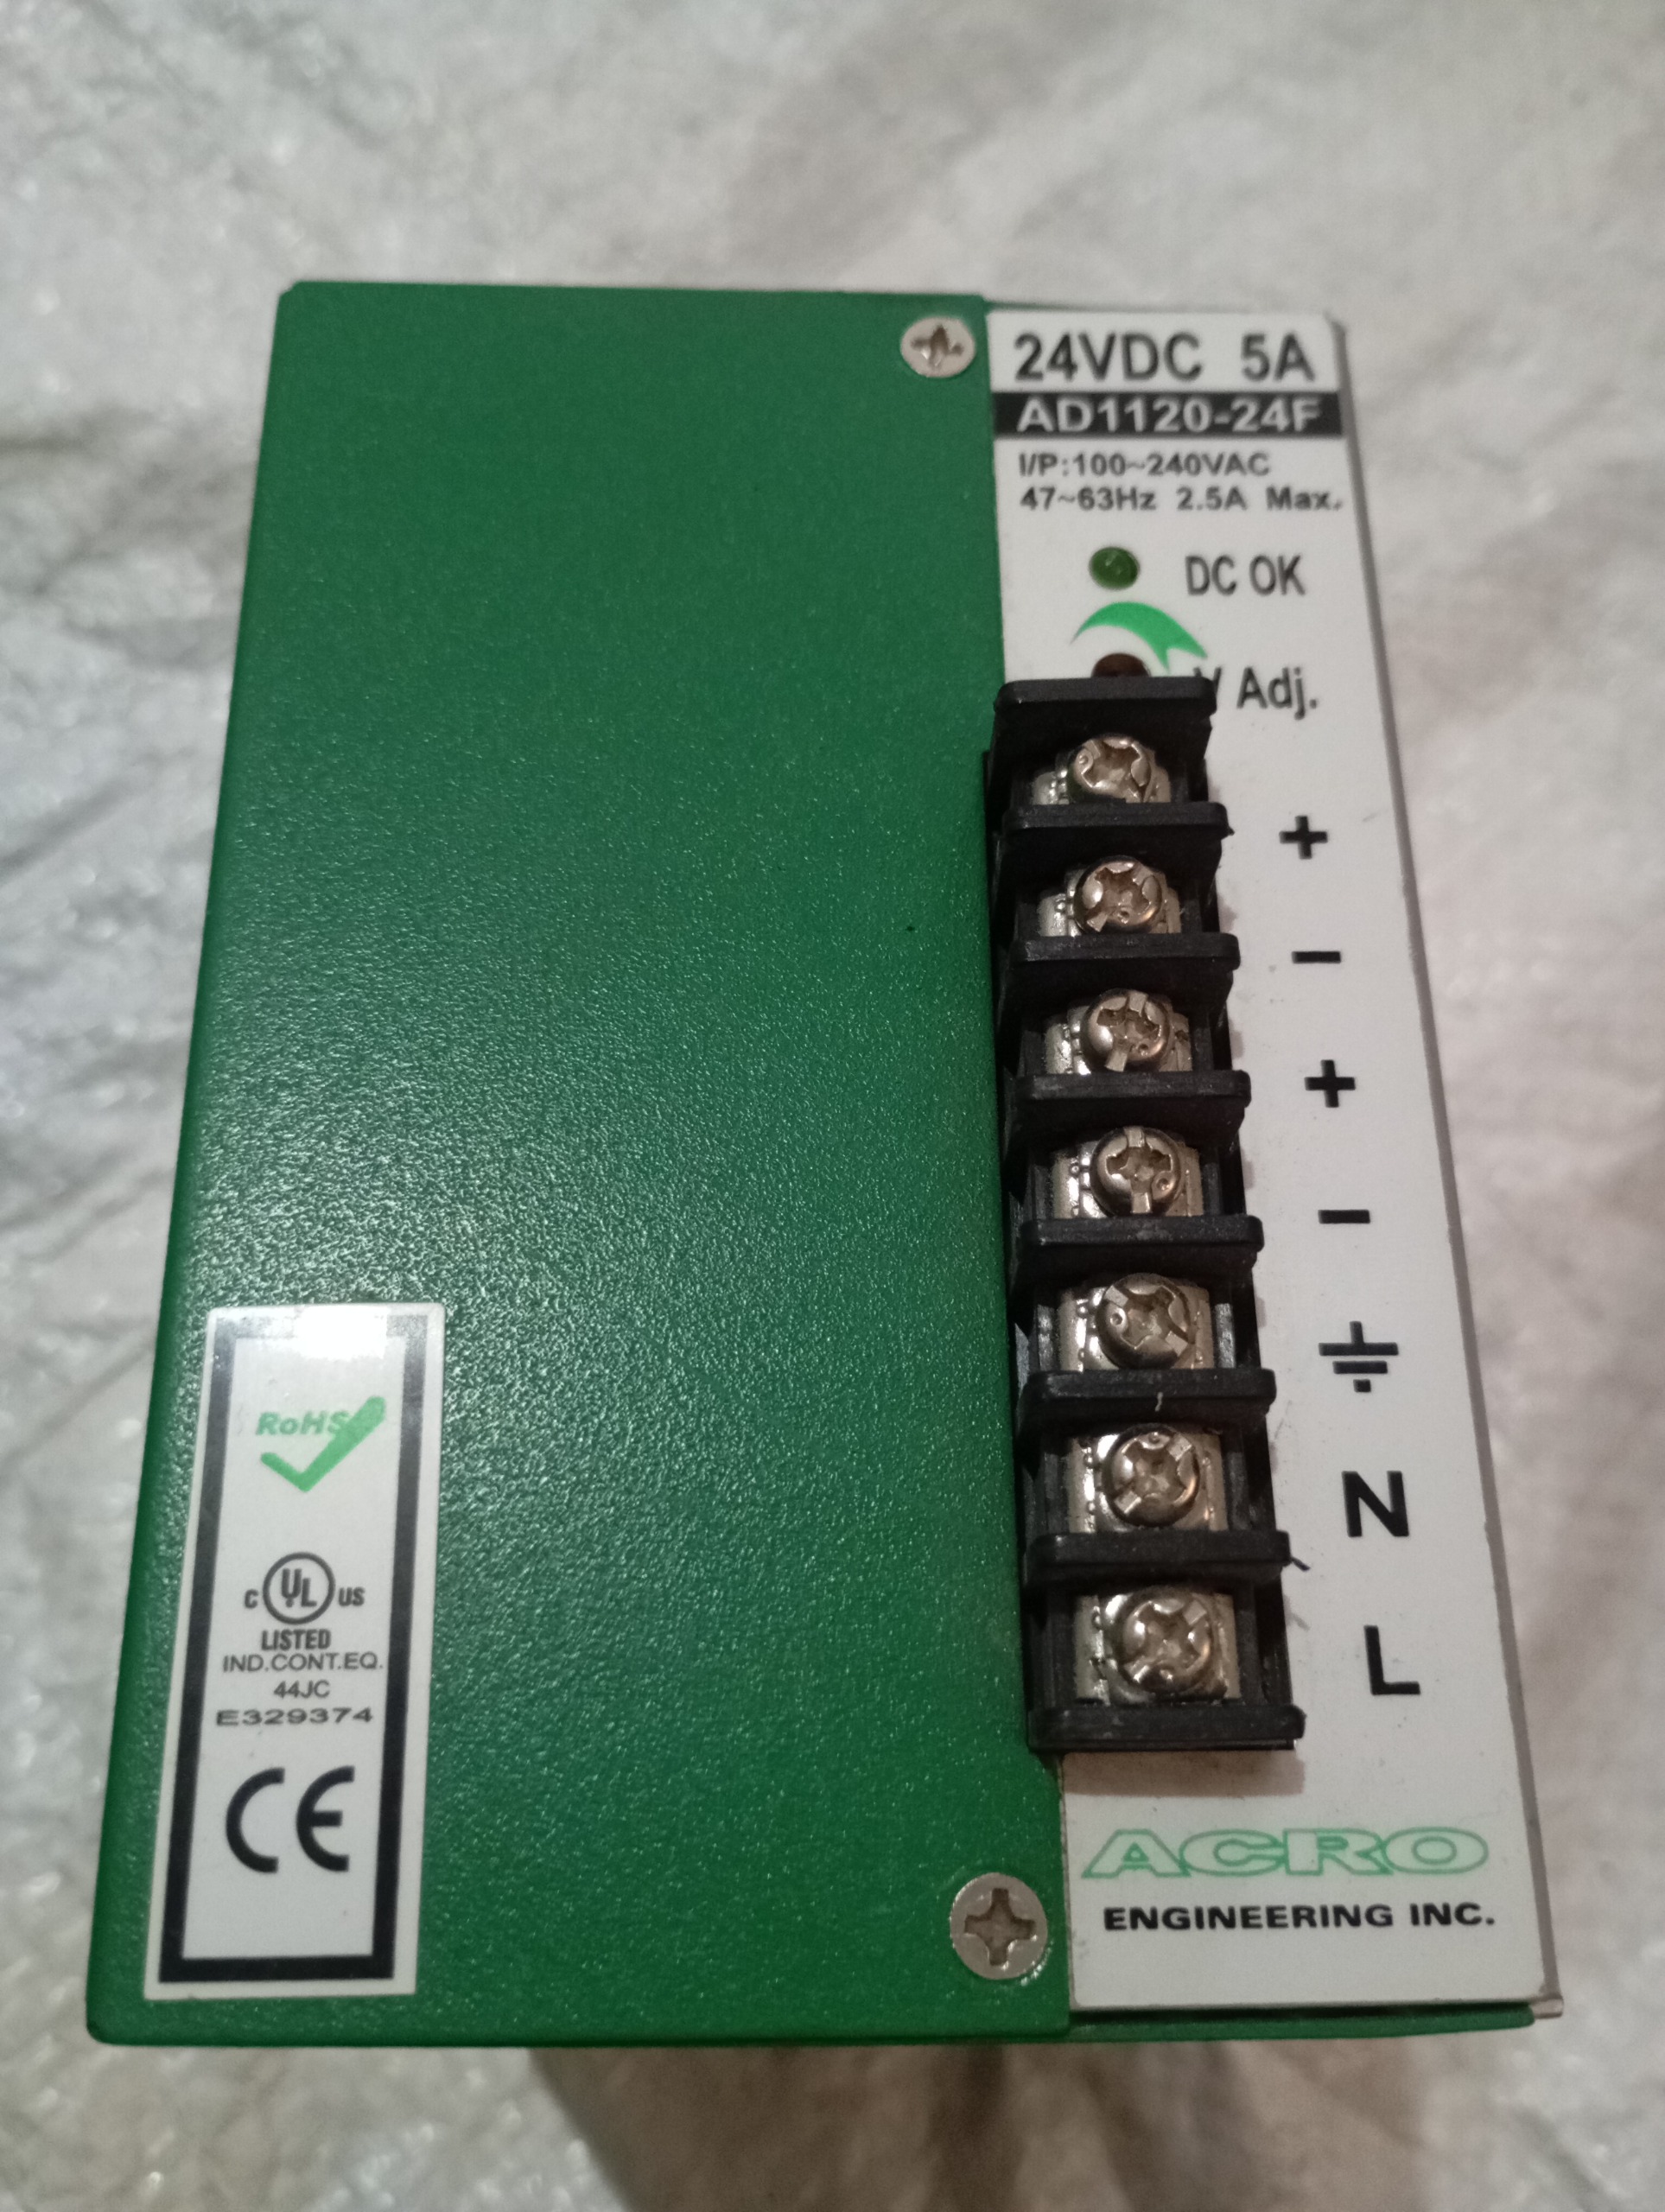 24VDC 5A
AD1120-24F
I/P:100~240VAC
47~63Hz 2.5A Max.
DC OK
V Adj.
+
-
+
-
N
L
ACRO
ENGINEERING INC.
RoHS
C UL US
LISTED
IND.CONT.EQ.
44JC
E329374
CE